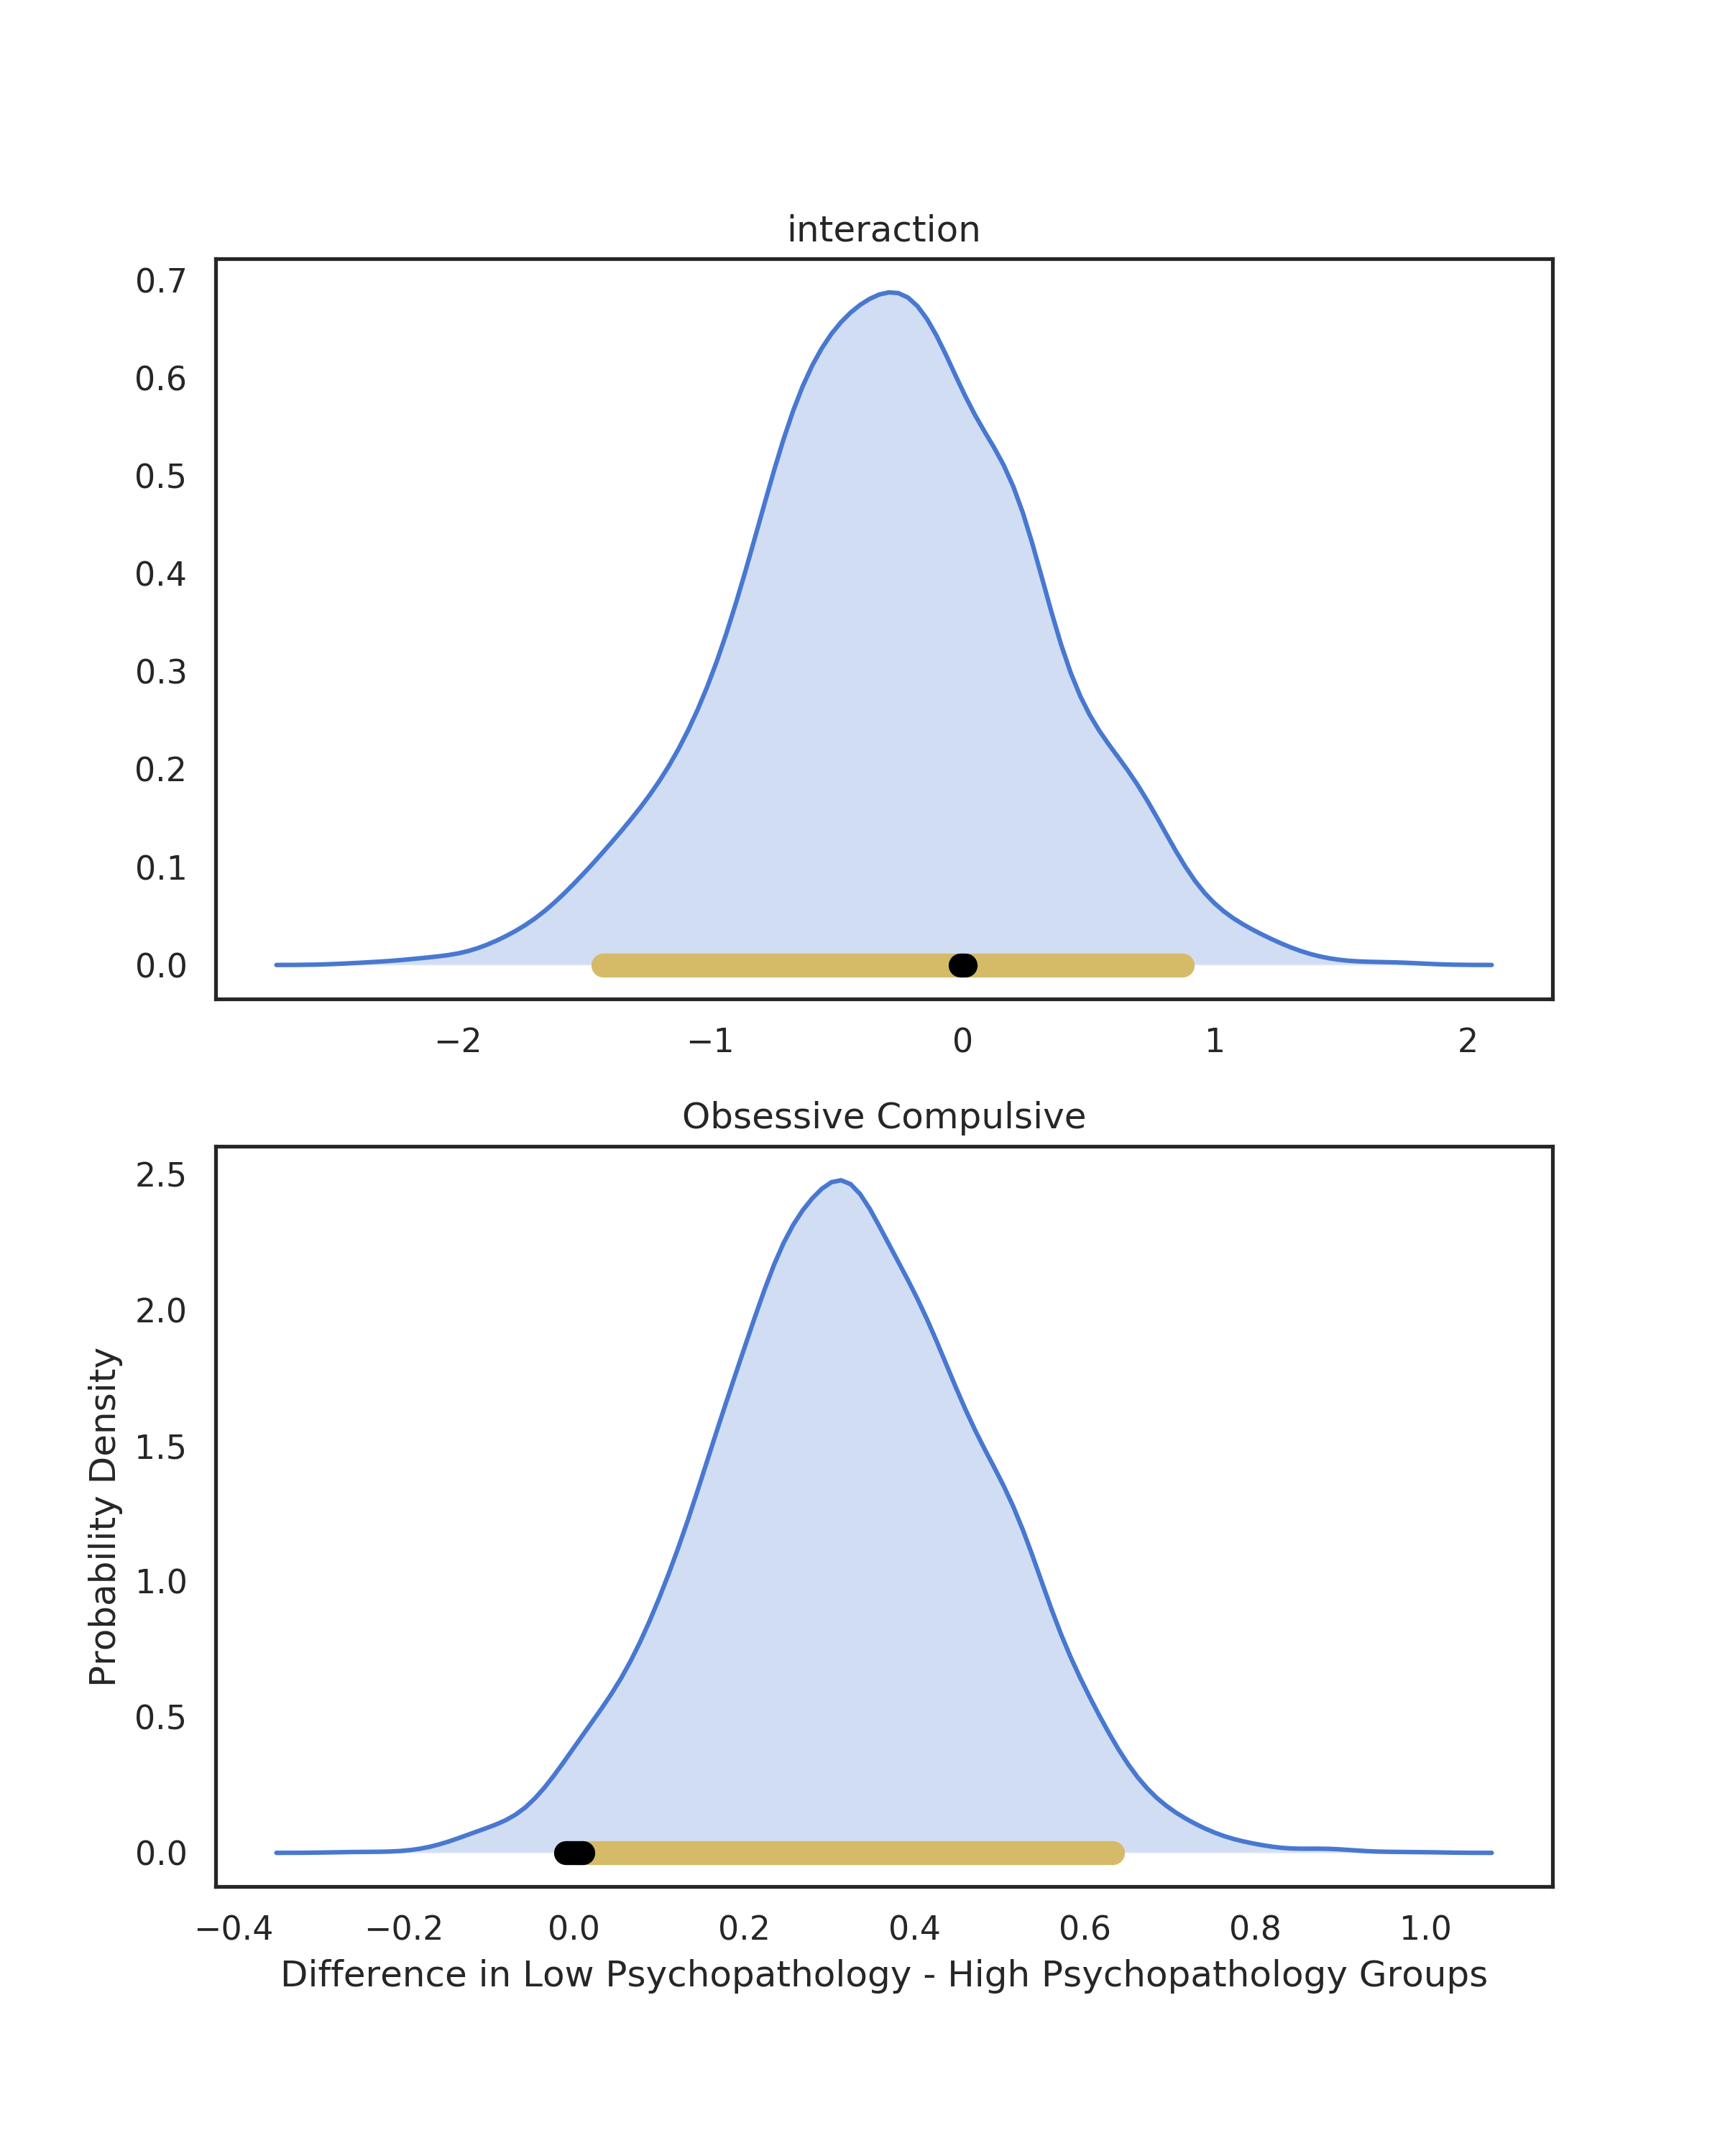 interaction
0.7
0.6
0.5
0.4
0.3
0.2
0.1
0.0
−2 −1 0 1 2
Obsessive Compulsive
Probability Density
2.5
2.0
1.5
1.0
0.5
0.0
−0.4 −0.2 0.0 0.2 0.4 0.6 0.8 1.0
Difference in Low Psychopathology - High Psychopathology Groups